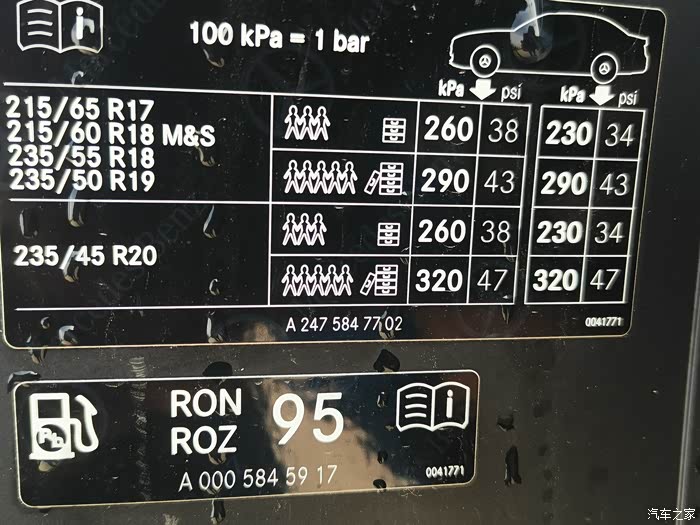 100 kPa = 1 bar
kPa psi kPa psi
215/65 R17
215/60 R18 M&S
235/55 R18
235/50 R19
260 38 230 34
290 43 290 43
235/45 R20
260 38 230 34
320 47 320 47
A 247 584 77 02 0041771
RON 95
ROZ
A 000 584 59 17 0041771
汽车之家